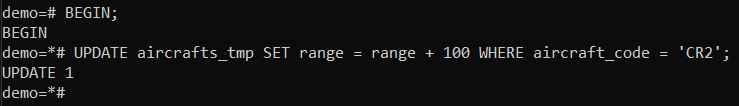 demo=# BEGIN;
BEGIN
demo=*# UPDATE aircrafts_tmp SET range = range + 100 WHERE aircraft_code = 'CR2';
UPDATE 1
demo=*#